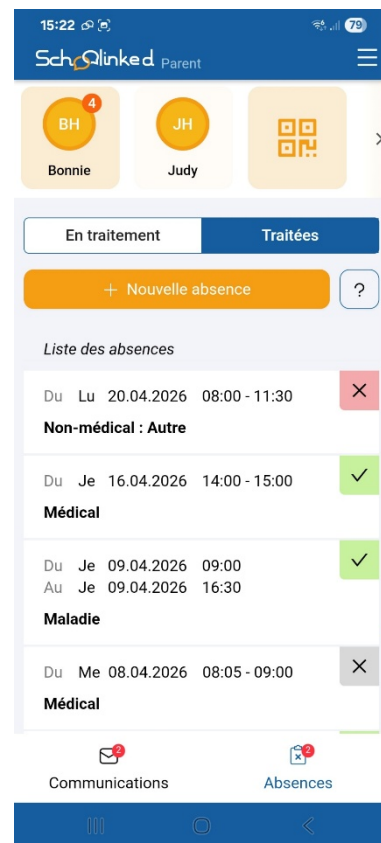 15:22 79
Schoolinked Parent
BH 4 JH
Bonnie Judy
En traitement Traitées
+ Nouvelle absence ?
Liste des absences
Du Lu 20.04.2026 08:00 - 11:30
Non-médical : Autre
Du Je 16.04.2026 14:00 - 15:00
Médical
Du Je 09.04.2026 09:00
Au Je 09.04.2026 16:30
Maladie
Du Me 08.04.2026 08:05 - 09:00
Médical
2 2
Communications Absences